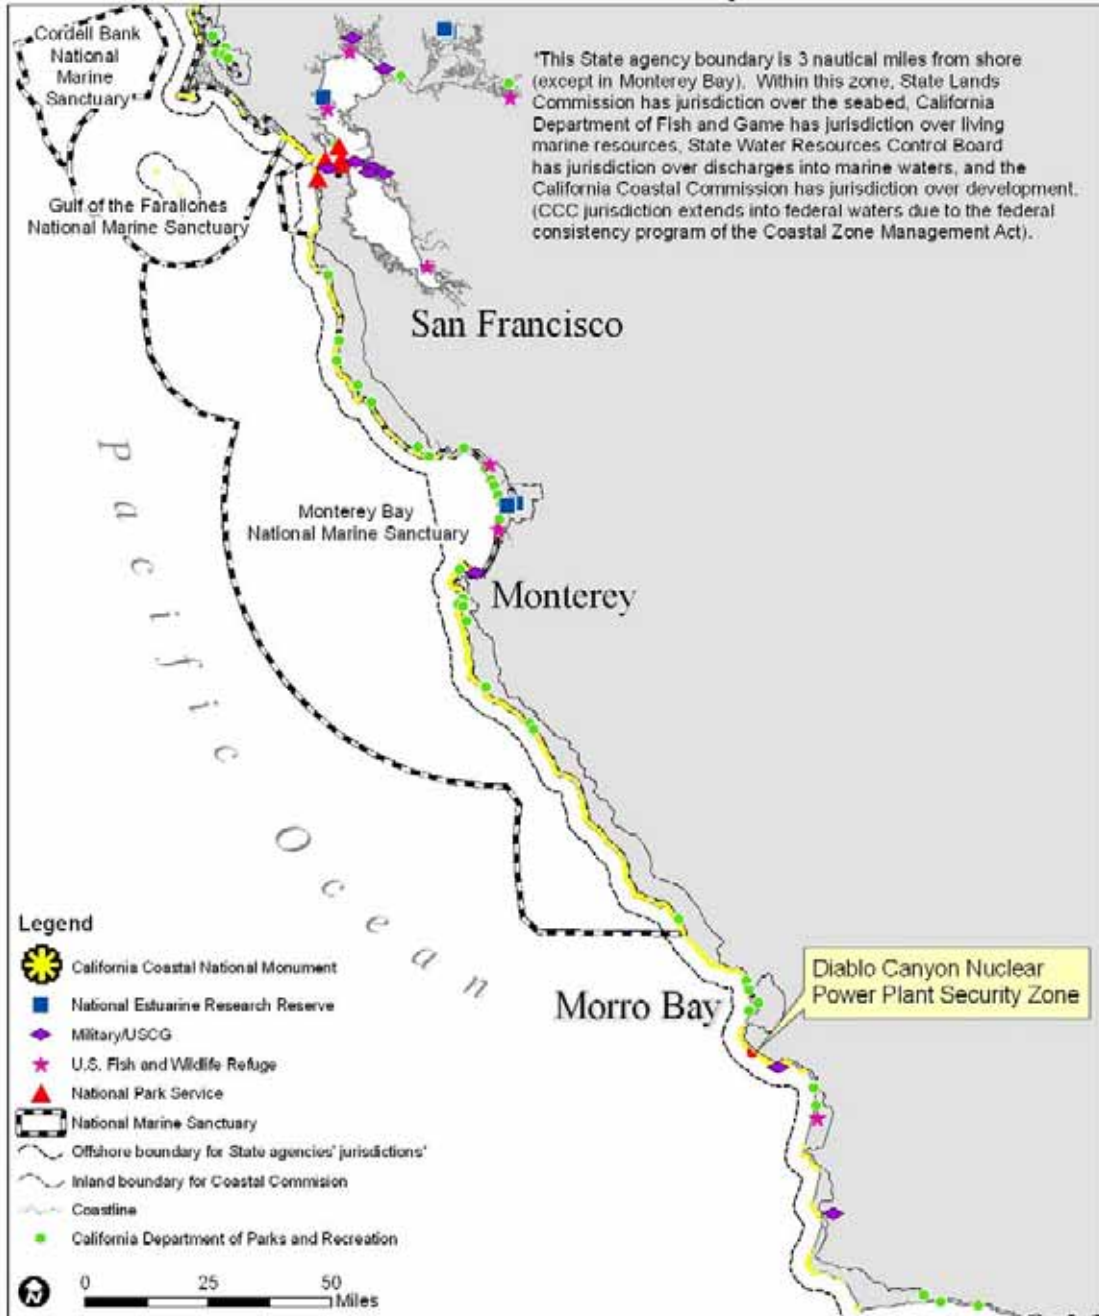 Cordell Bank
National
Marine
Sanctuary
*This State agency boundary is 3 nautical miles from shore
(except in Monterey Bay). Within this zone, State Lands
Commission has jurisdiction over the seabed, California
Department of Fish and Game has jurisdiction over living
marine resources, State Water Resources Control Board
has jurisdiction over discharges into marine waters, and the
California Coastal Commission has jurisdiction over development.
(CCC jurisdiction extends into federal waters due to the federal
consistency program of the Coastal Zone Management Act).
Gulf of the Farallones
National Marine Sanctuary
San Francisco
Monterey Bay
National Marine Sanctuary
Monterey
Pacific Ocean
Morro Bay
Diablo Canyon Nuclear
Power Plant Security Zone
Legend
California Coastal National Monument
National Estuarine Research Reserve
Military/USCG
U.S. Fish and Wildlife Refuge
National Park Service
National Marine Sanctuary
Offshore boundary for State agencies' jurisdictions*
Inland boundary for Coastal Commision
Coastline
California Department of Parks and Recreation
N
0 25 50
Miles